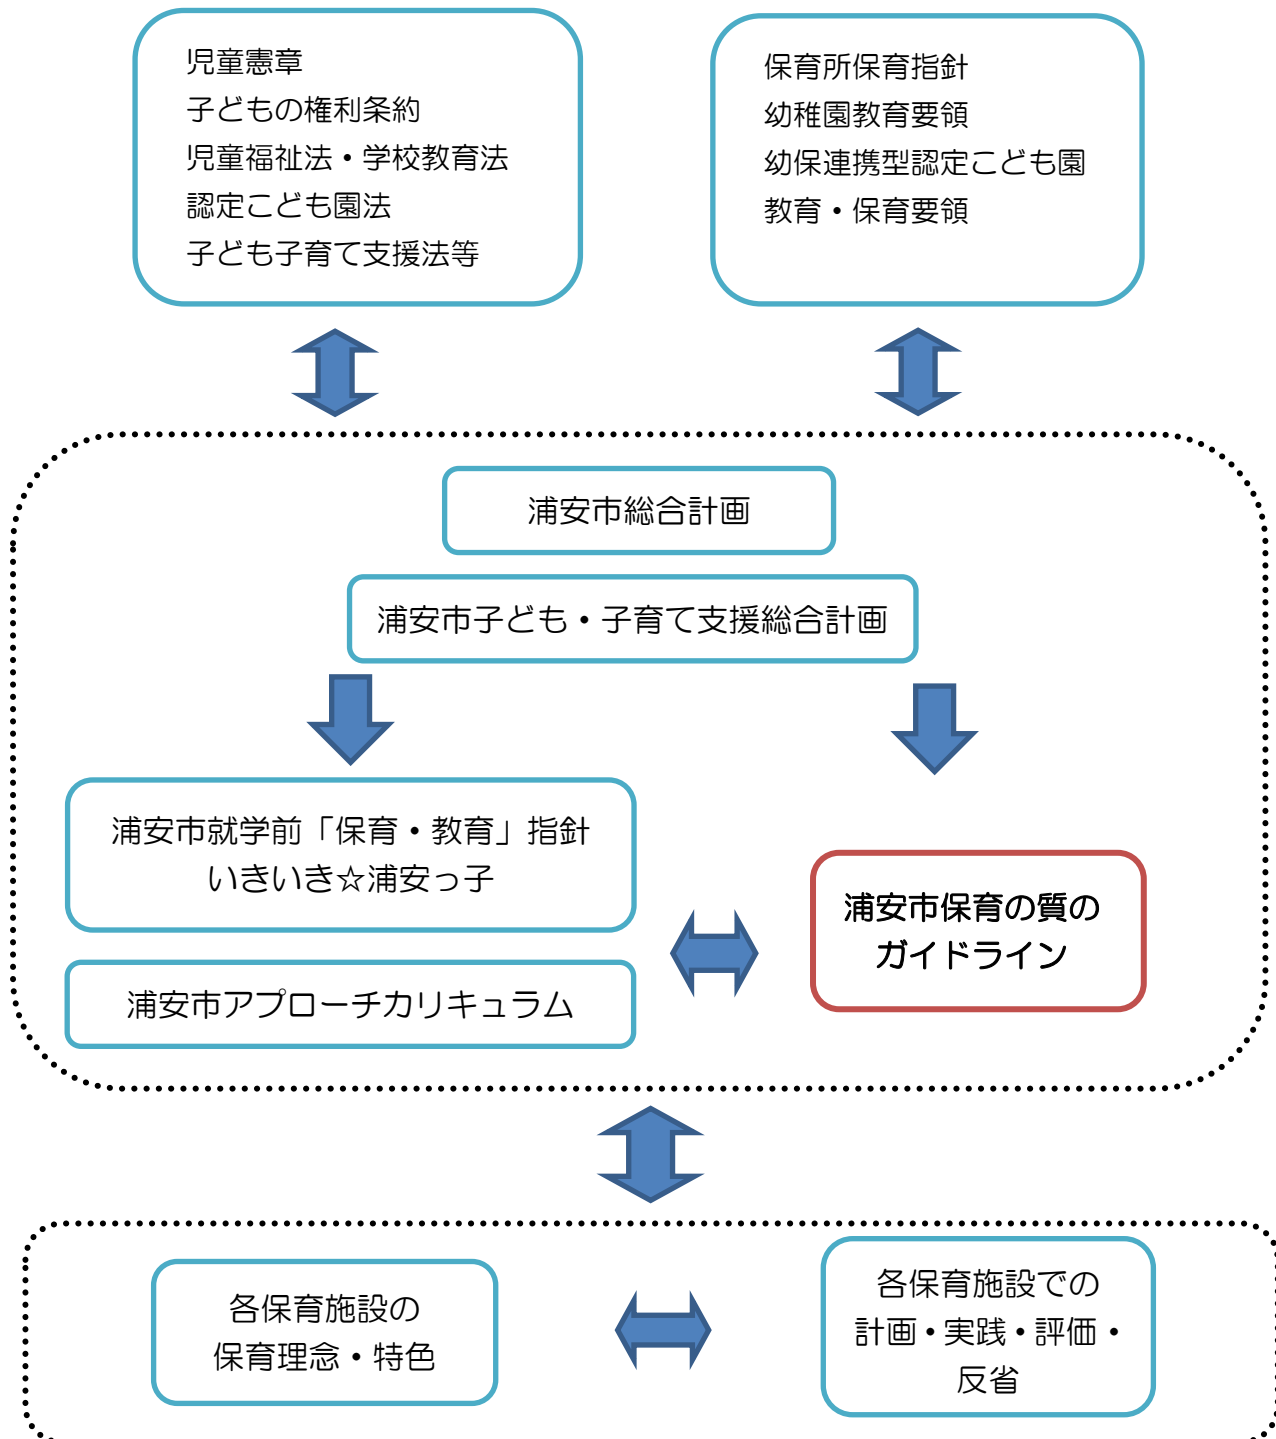 児童憲章
子どもの権利条約
児童福祉法・学校教育法
認定こども園法
子ども子育て支援法等
保育所保育指針
幼稚園教育要領
幼保連携型認定こども園
教育・保育要領
浦安市総合計画
浦安市子ども・子育て支援総合計画
浦安市就学前「保育・教育」指針
いきいき☆浦安っ子
浦安市アプローチカリキュラム
浦安市保育の質の
ガイドライン
各保育施設の
保育理念・特色
各保育施設での
計画・実践・評価・
反省